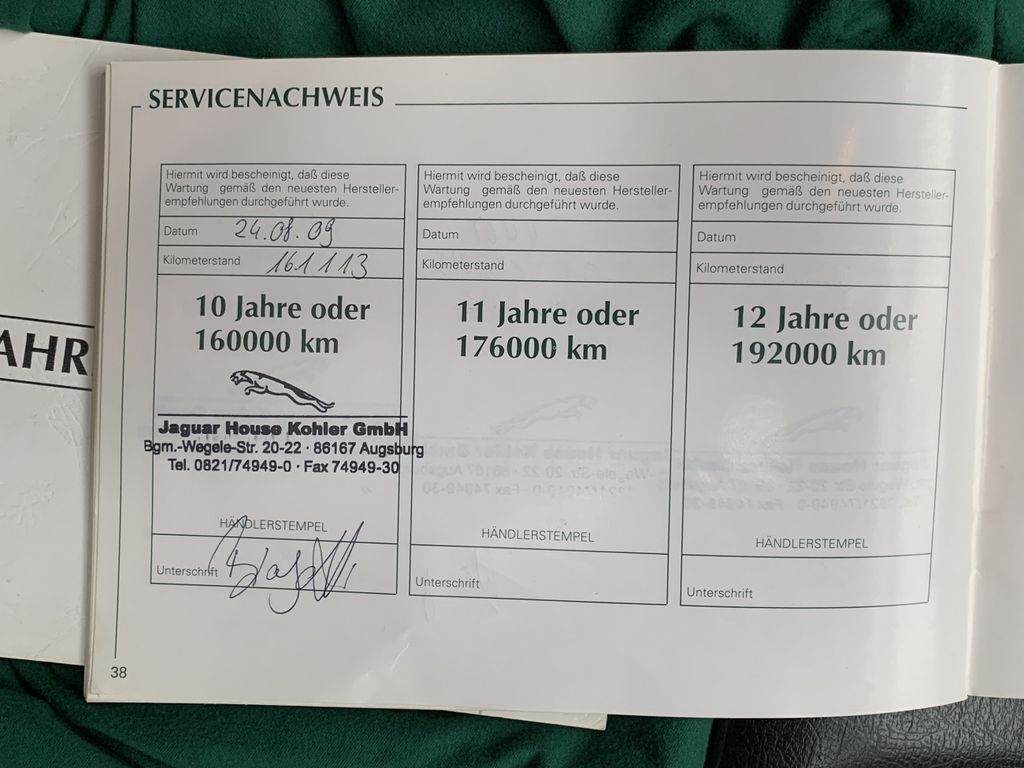 AHR
SERVICENACHWEIS
Hiermit wird bescheinigt, daß diese
Wartung gemäß den neuesten Hersteller-
empfehlungen durchgeführt wurde.
Datum 24.08.09
Kilometerstand 161113
10 Jahre oder
160000 km
Jaguar House Kohler GmbH
Bgm.-Wegele-Str. 20-22 · 86167 Augsburg
Tel. 0821/74949-0 · Fax 74949-30
HÄNDLERSTEMPEL
Unterschrift
Hiermit wird bescheinigt, daß diese
Wartung gemäß den neuesten Hersteller-
empfehlungen durchgeführt wurde.
Datum
Kilometerstand
11 Jahre oder
176000 km
HÄNDLERSTEMPEL
Unterschrift
Hiermit wird bescheinigt, daß diese
Wartung gemäß den neuesten Hersteller-
empfehlungen durchgeführt wurde.
Datum
Kilometerstand
12 Jahre oder
192000 km
HÄNDLERSTEMPEL
Unterschrift
38